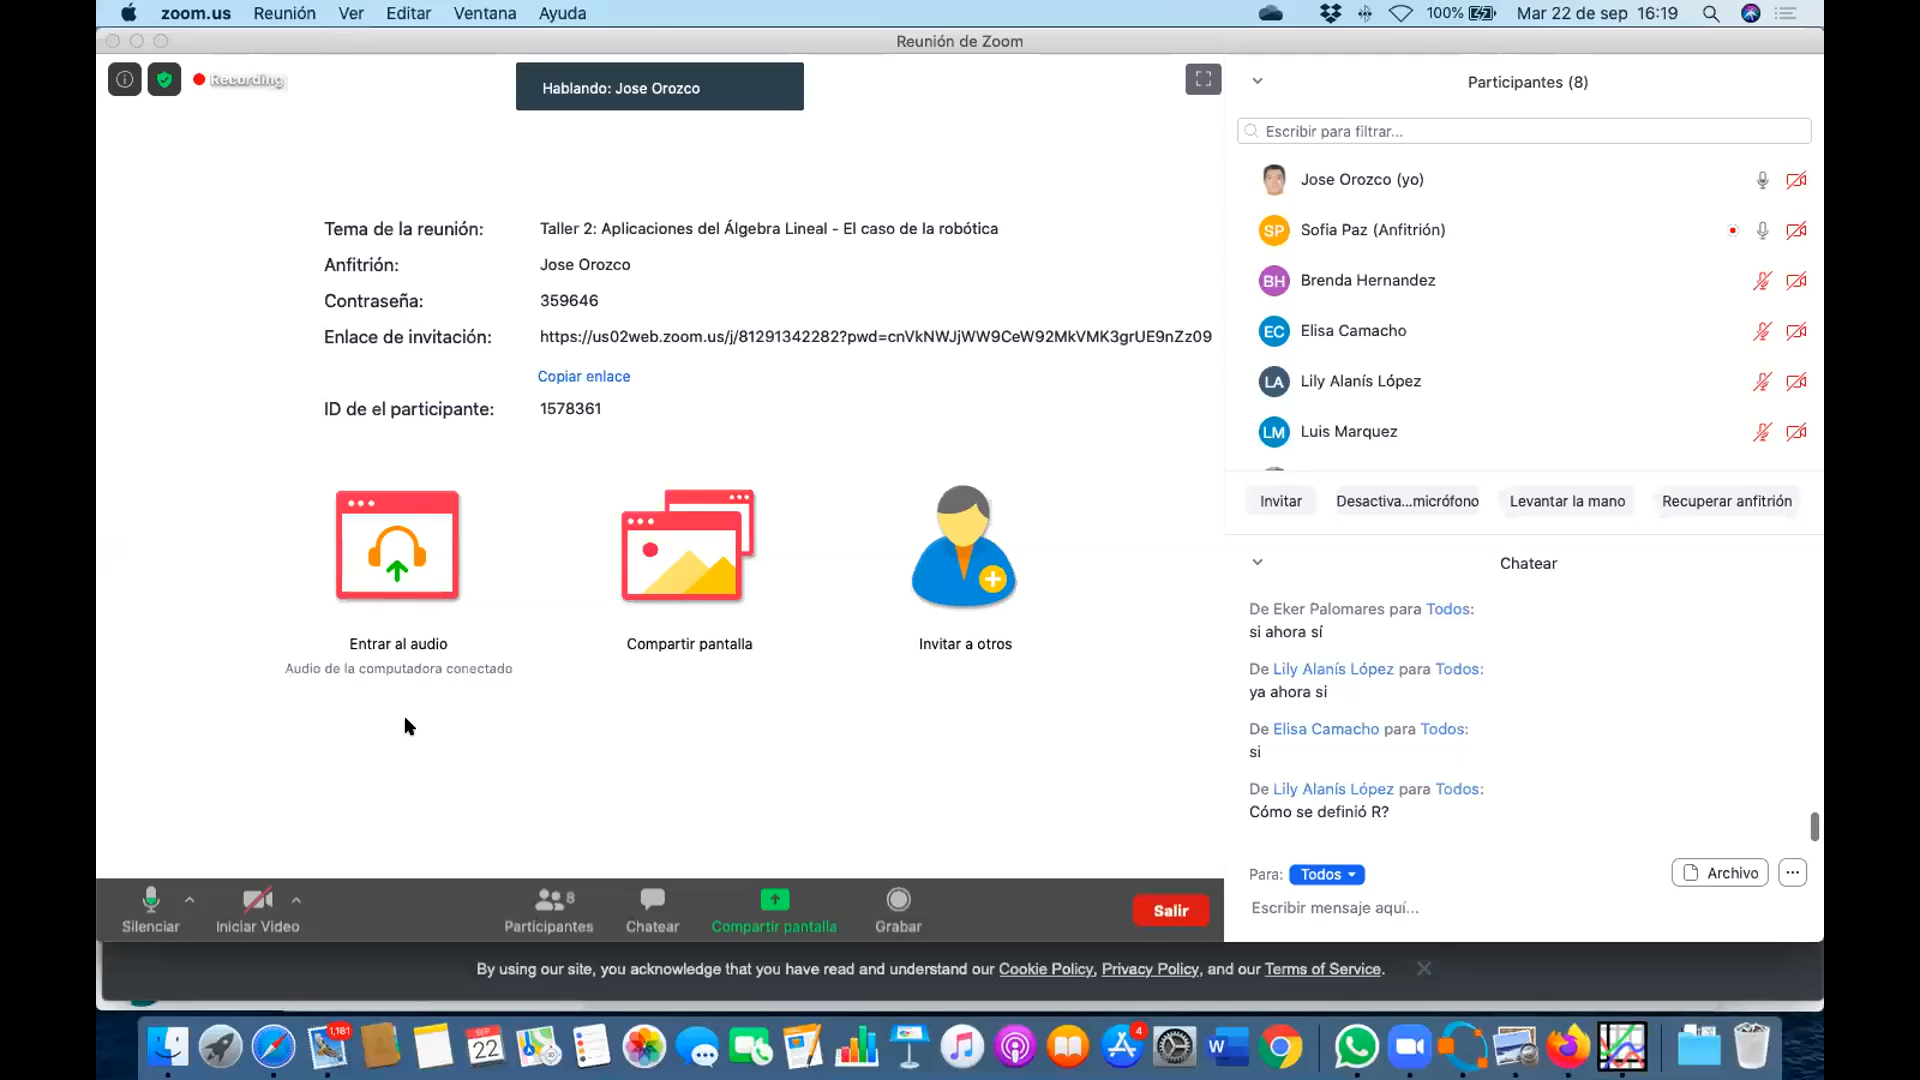 zoom.us Reunión Ver Editar Ventana Ayuda 100% Mar 22 de sep 16:19
Reunión de Zoom
Recording
Hablando: Jose Orozco
Tema de la reunión: Taller 2: Aplicaciones del Álgebra Lineal - El caso de la robótica
Anfitrión: Jose Orozco
Contraseña: 359646
Enlace de invitación: https://us02web.zoom.us/j/81291342282?pwd=cnVkNWJjWW9CeW92MkVMK3grUE9nZz09
Copiar enlace
ID de el participante: 1578361
Entrar al audio
Audio de la computadora conectado
Compartir pantalla
Invitar a otros
Silenciar
Iniciar Video
8
Participantes
Chatear
Compartir pantalla
Grabar
Salir
Participantes (8)
Escribir para filtrar...
Jose Orozco (yo)
SP Sofia Paz (Anfitrión)
BH Brenda Hernandez
EC Elisa Camacho
LA Lily Alanís López
LM Luis Marquez
Invitar Desactiva...micrófono Levantar la mano Recuperar anfitrión
Chatear
De Eker Palomares para Todos:
si ahora sí
De Lily Alanís López para Todos:
ya ahora si
De Elisa Camacho para Todos:
si
De Lily Alanís López para Todos:
Cómo se definió R?
Para: Todos Archivo ...
Escribir mensaje aquí...
By using our site, you acknowledge that you have read and understand our Cookie Policy, Privacy Policy, and our Terms of Service.
1,181
SEP
22
4
W